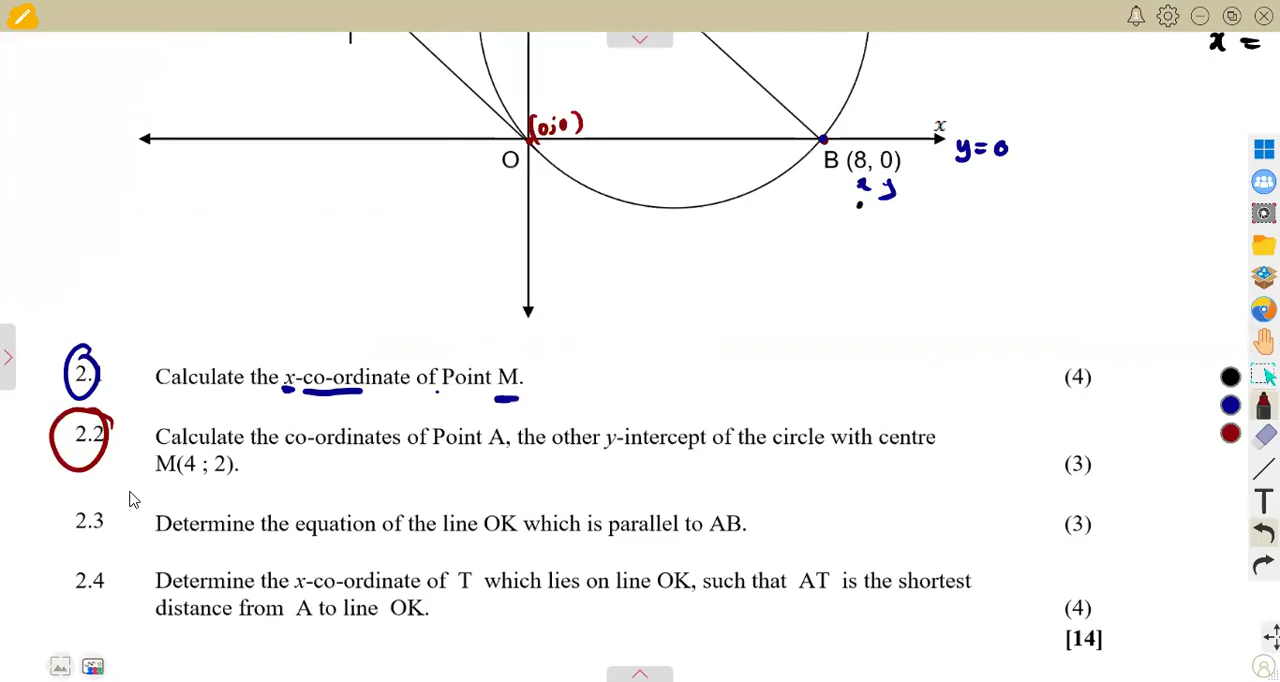 x =
(0;0)
x
y=0
O
B (8, 0)
x y
2.1 Calculate the x-co-ordinate of Point M. (4)
2.2 Calculate the co-ordinates of Point A, the other y-intercept of the circle with centre
M(4 ; 2). (3)
2.3 Determine the equation of the line OK which is parallel to AB. (3)
2.4 Determine the x-co-ordinate of T which lies on line OK, such that AT is the shortest
distance from A to line OK. (4)
[14]
T